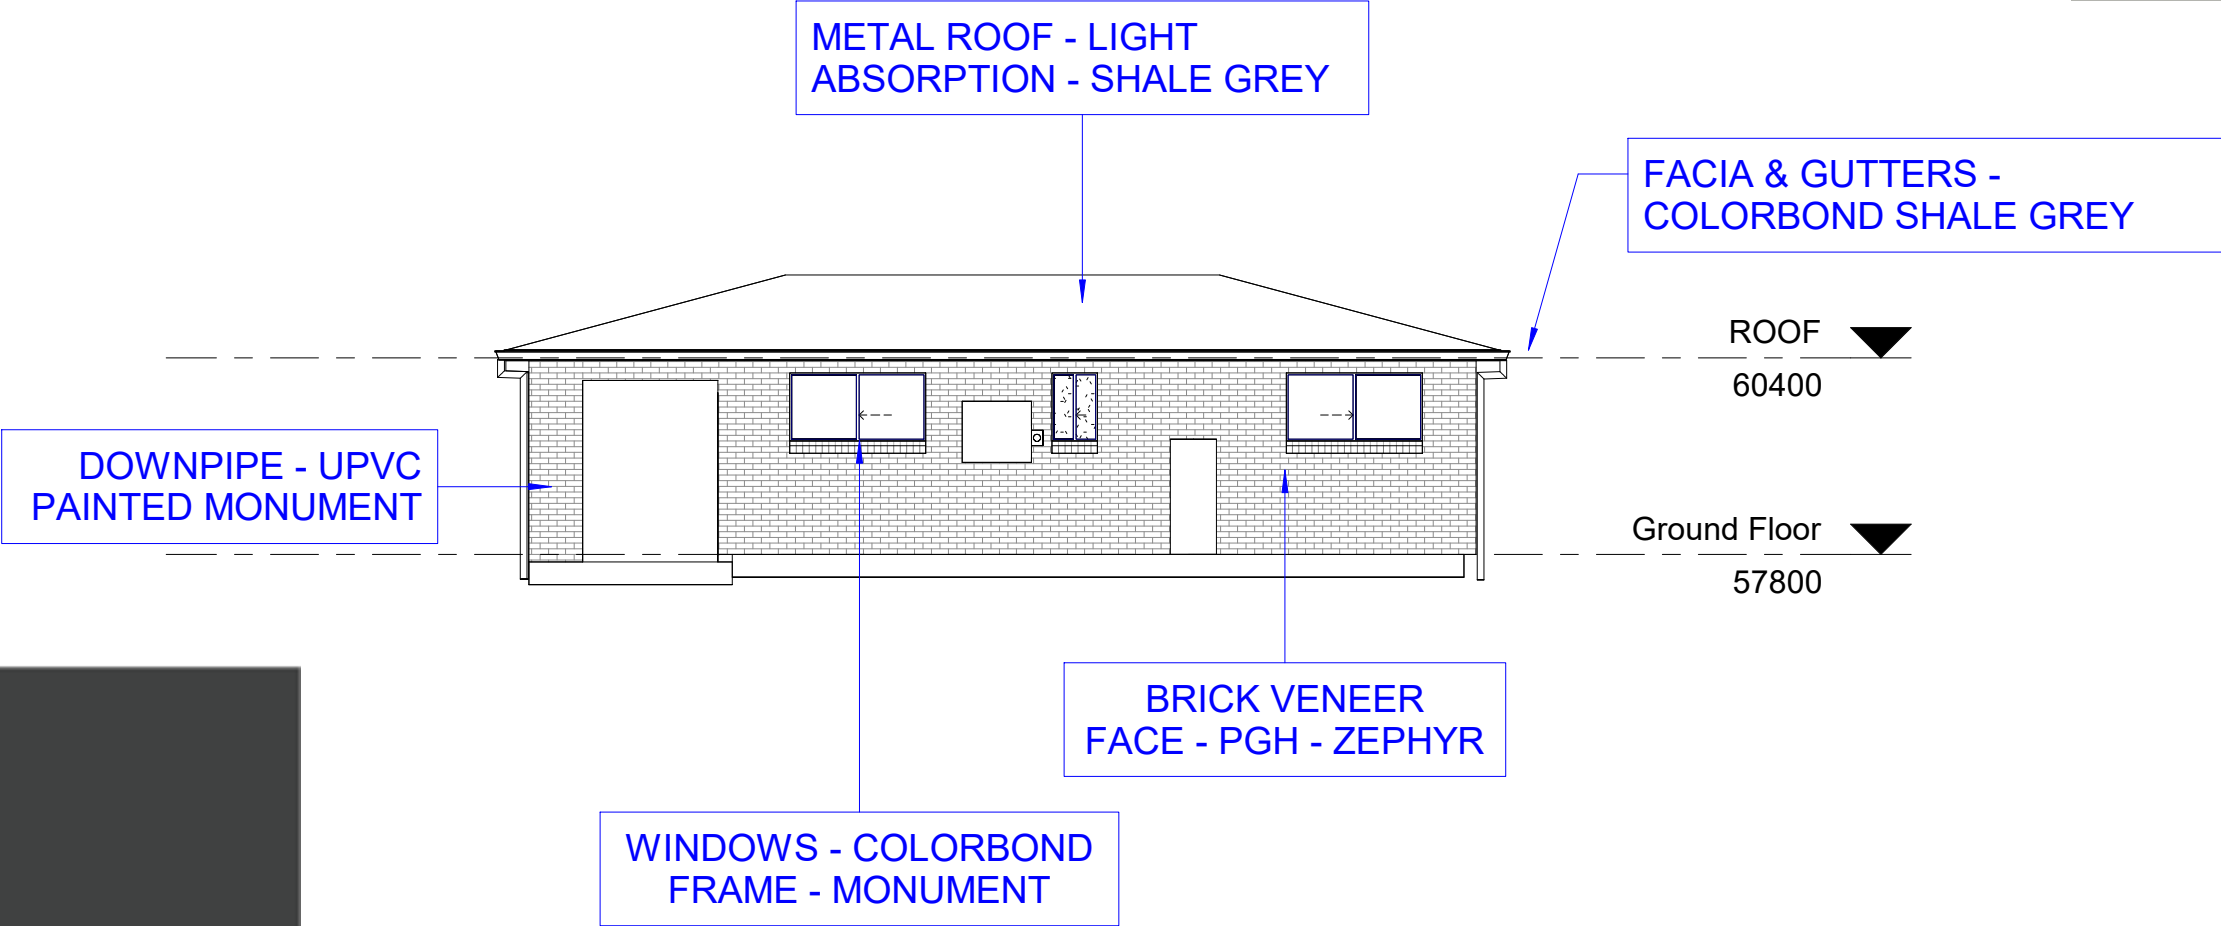 METAL ROOF - LIGHT
ABSORPTION - SHALE GREY
FACIA & GUTTERS -
COLORBOND SHALE GREY
ROOF
60400
DOWNPIPE - UPVC
PAINTED MONUMENT
Ground Floor
57800
BRICK VENEER
FACE - PGH - ZEPHYR
WINDOWS - COLORBOND
FRAME - MONUMENT